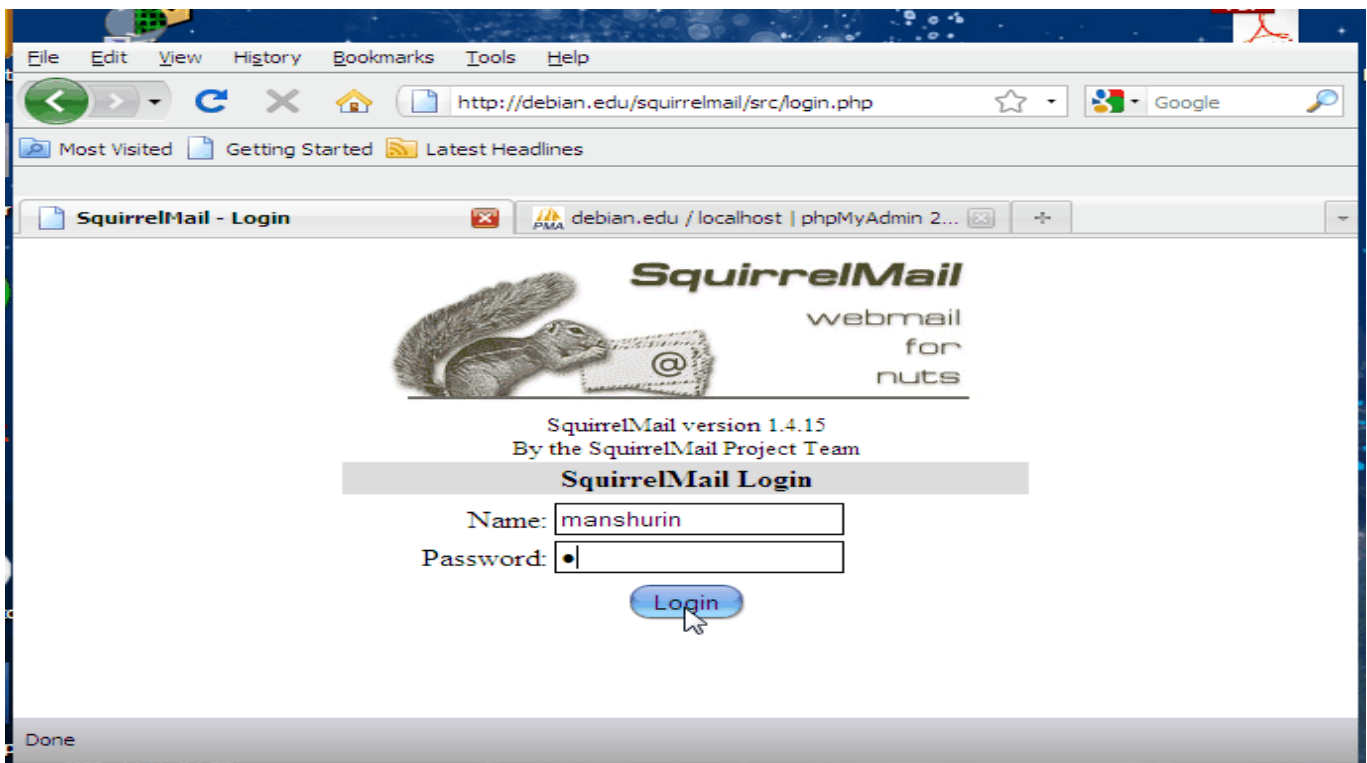 File Edit View History Bookmarks Tools Help
http://debian.edu/squirrelmail/src/login.php Google
Most Visited Getting Started Latest Headlines
SquirrelMail - Login PMA debian.edu / localhost | phpMyAdmin 2...
SquirrelMail
webmail
for
nuts
@
SquirrelMail version 1.4.15
By the SquirrelMail Project Team
SquirrelMail Login
Name: manshurin
Password: •
Login
Done